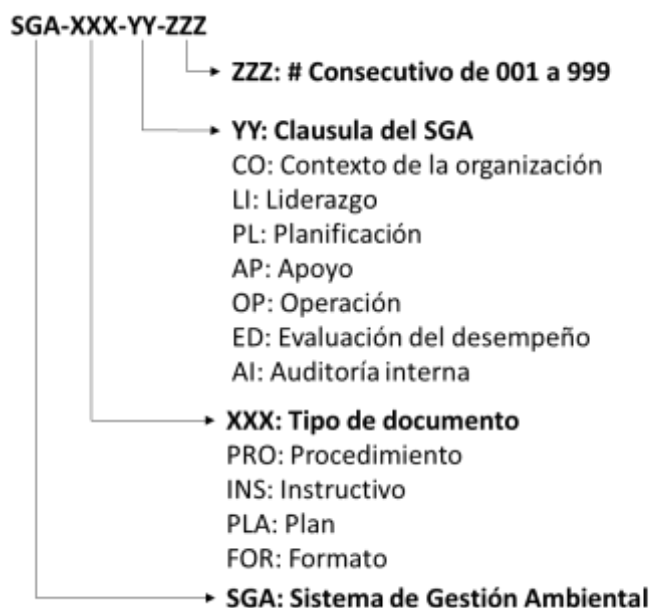 SGA-XXX-YY-ZZZ
ZZZ: # Consecutivo de 001 a 999
YY: Clausula del SGA
CO: Contexto de la organización
LI: Liderazgo
PL: Planificación
AP: Apoyo
OP: Operación
ED: Evaluación del desempeño
AI: Auditoría interna
XXX: Tipo de documento
PRO: Procedimiento
INS: Instructivo
PLA: Plan
FOR: Formato
SGA: Sistema de Gestión Ambiental